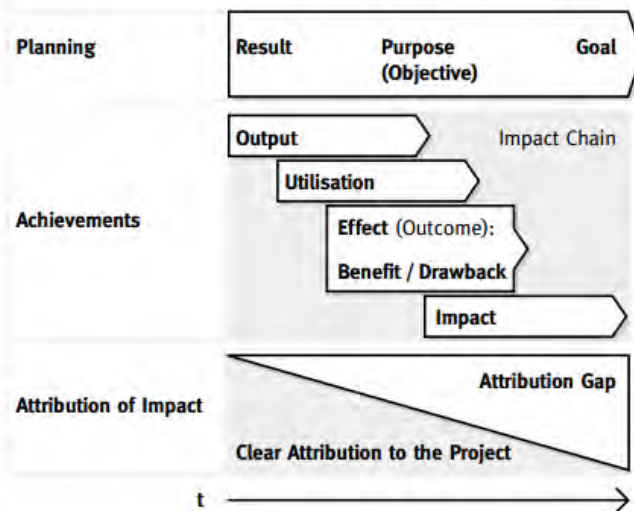 Planning
Result Purpose Goal
(Objective)
Output Impact Chain
Utilisation
Achievements
Effect (Outcome):
Benefit / Drawback
Impact
Attribution Gap
Attribution of Impact
Clear Attribution to the Project
t